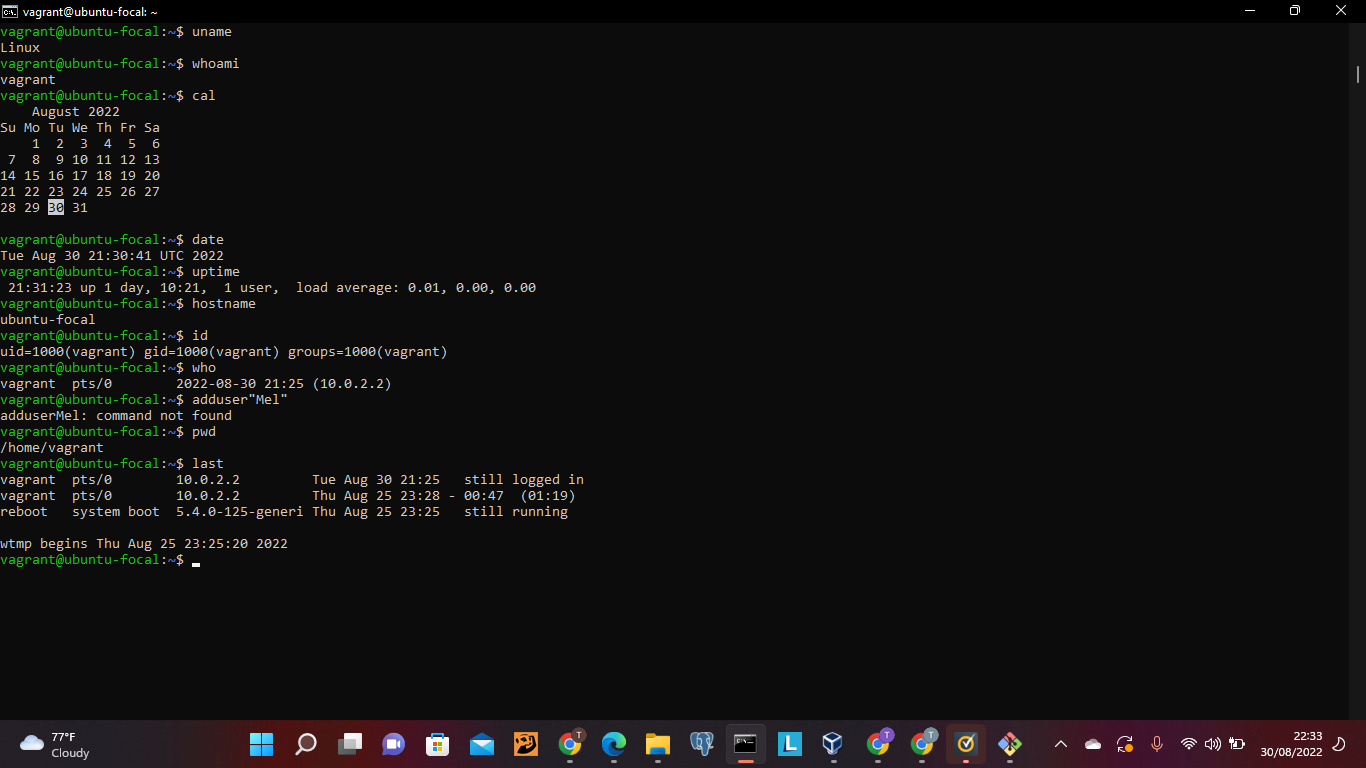 vagrant@ubuntu-focal: ~
vagrant@ubuntu-focal:~$ uname
Linux
vagrant@ubuntu-focal:~$ whoami
vagrant
vagrant@ubuntu-focal:~$ cal
    August 2022
Su Mo Tu We Th Fr Sa
    1  2  3  4  5  6
 7  8  9 10 11 12 13
14 15 16 17 18 19 20
21 22 23 24 25 26 27
28 29 30 31
vagrant@ubuntu-focal:~$ date
Tue Aug 30 21:30:41 UTC 2022
vagrant@ubuntu-focal:~$ uptime
 21:31:23 up 1 day, 10:21,  1 user,  load average: 0.01, 0.00, 0.00
vagrant@ubuntu-focal:~$ hostname
ubuntu-focal
vagrant@ubuntu-focal:~$ id
uid=1000(vagrant) gid=1000(vagrant) groups=1000(vagrant)
vagrant@ubuntu-focal:~$ who
vagrant  pts/0        2022-08-30 21:25 (10.0.2.2)
vagrant@ubuntu-focal:~$ adduser"Mel"
adduserMel: command not found
vagrant@ubuntu-focal:~$ pwd
/home/vagrant
vagrant@ubuntu-focal:~$ last
vagrant  pts/0        10.0.2.2         Tue Aug 30 21:25   still logged in
vagrant  pts/0        10.0.2.2         Thu Aug 25 23:28 - 00:47  (01:19)
reboot   system boot  5.4.0-125-generi Thu Aug 25 23:25   still running
wtmp begins Thu Aug 25 23:25:20 2022
vagrant@ubuntu-focal:~$
77°F
Cloudy
L
T
T
T
22:33
30/08/2022